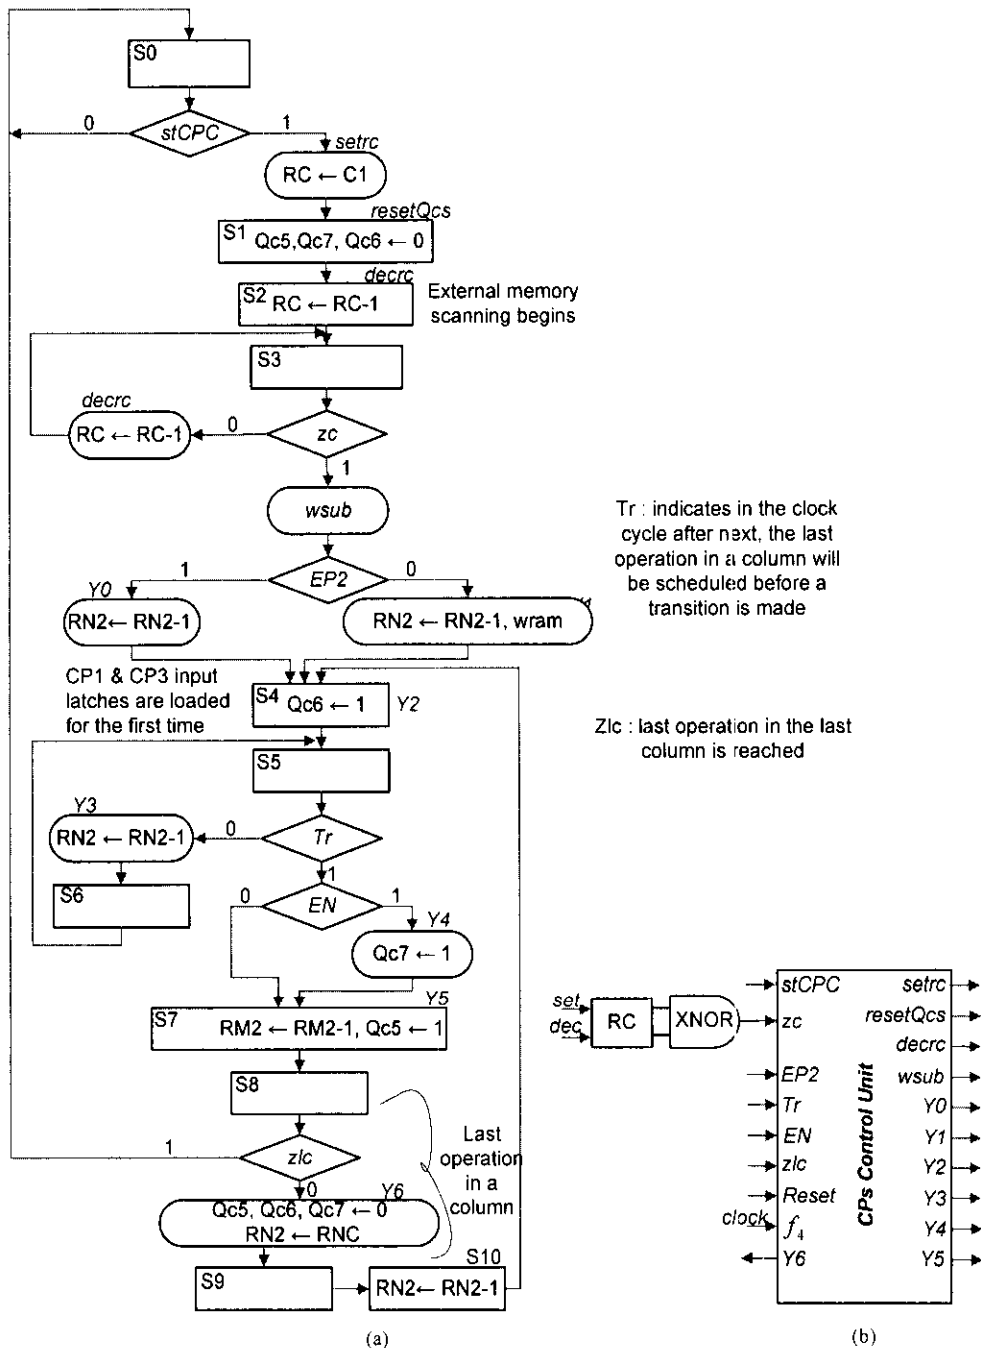 S0
0
stCPC
1
setrc
RC ← C1
resetQcs
S1 Qc5,Qc7, Qc6 ← 0
decrc
S2 RC ← RC-1
External memory
scanning begins
S3
decrc
RC ← RC-1
0
zc
1
wsub
Tr : indicates in the clock
cycle after next, the last
operation in a column will
be scheduled before a
transition is made
1
EP2
0
Y0
RN2← RN2-1
RN2 ← RN2-1, wram
CP1 & CP3 input
latches are loaded
for the first time
S4 Qc6 ← 1
Y2
Zlc : last operation in the last
column is reached
S5
Y3
RN2 ← RN2-1
0
Tr
1
S6
0
EN
1
Y4
Qc7 ← 1
Y5
S7 RM2 ← RM2-1, Qc5 ← 1
S8
1
zlc
0
Last
operation
in a
column
Y6
Qc5, Qc6, Qc7 ← 0
RN2 ← RNC
S9
S10
RN2← RN2-1
(a)
set
dec
RC
XNOR
stCPC
zc
EP2
Tr
EN
zlc
Reset
clock
f4
Y6
CPs Control Unit
setrc
resetQcs
decrc
wsub
Y0
Y1
Y2
Y3
Y4
Y5
(b)